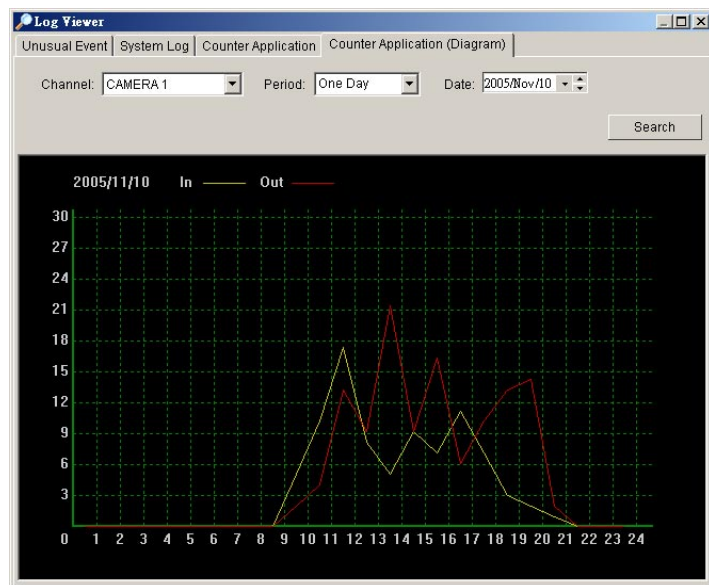 Log Viewer
Unusual Event System Log Counter Application Counter Application (Diagram)
Channel: CAMERA 1 Period: One Day Date: 2005/Nov/10
Search
2005/11/10 In Out
30
27
24
21
18
15
12
9
6
3
0 1 2 3 4 5 6 7 8 9 10 11 12 13 14 15 16 17 18 19 20 21 22 23 24